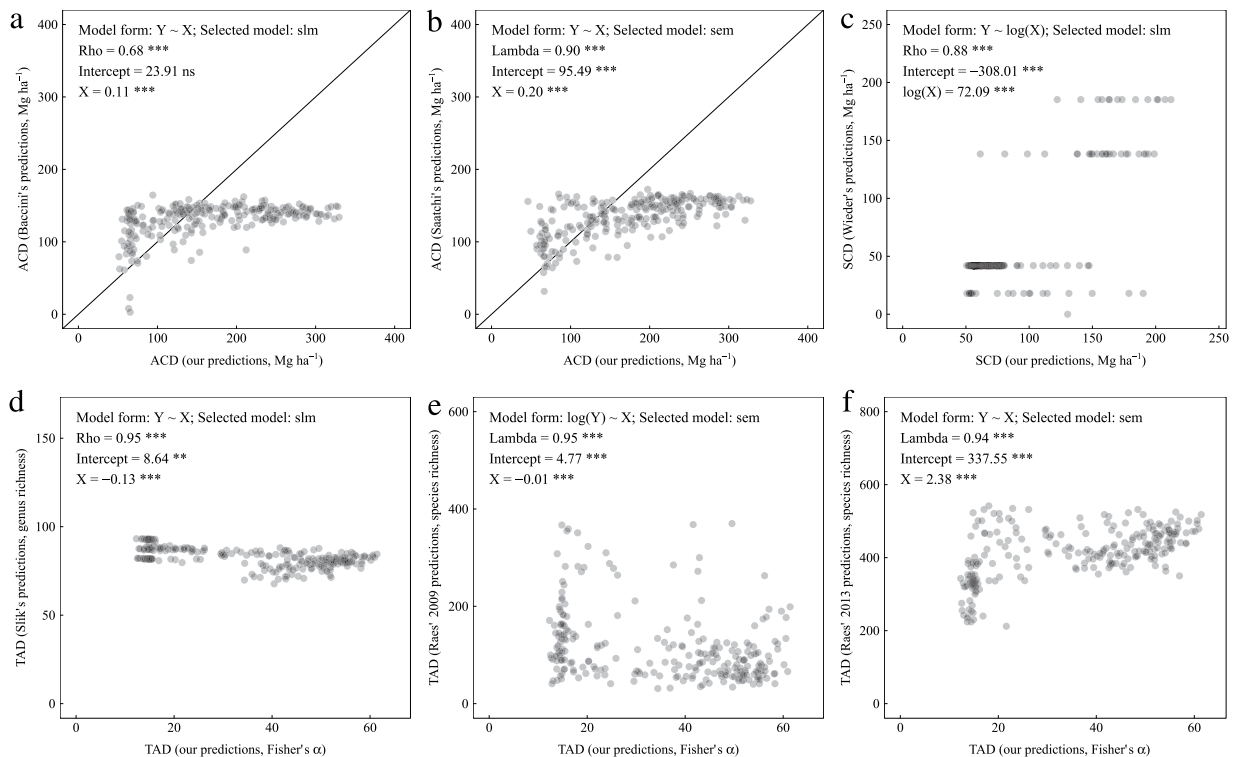 a
Model form: Y ~ X; Selected model: slm
Rho = 0.68 ***
Intercept = 23.91 ns
X = 0.11 ***
ACD (Baccini's predictions, Mg ha⁻¹)
400
300
200
100
0
0 100 200 300 400
ACD (our predictions, Mg ha⁻¹)
b
Model form: Y ~ X; Selected model: sem
Lambda = 0.90 ***
Intercept = 95.49 ***
X = 0.20 ***
ACD (Saatchi's predictions, Mg ha⁻¹)
400
300
200
100
0
0 100 200 300 400
ACD (our predictions, Mg ha⁻¹)
c
Model form: Y ~ log(X); Selected model: slm
Rho = 0.88 ***
Intercept = −308.01 ***
log(X) = 72.09 ***
SCD (Wieder's predictions, Mg ha⁻¹)
250
200
150
100
50
0
0 50 100 150 200 250
SCD (our predictions, Mg ha⁻¹)
d
Model form: Y ~ X; Selected model: slm
Rho = 0.95 ***
Intercept = 8.64 **
X = −0.13 ***
TAD (Slik's predictions, genus richness)
150
100
50
0
0 20 40 60
TAD (our predictions, Fisher's α)
e
Model form: log(Y) ~ X; Selected model: sem
Lambda = 0.95 ***
Intercept = 4.77 ***
X = −0.01 ***
TAD (Raes' 2009 predictions, species richness)
600
400
200
0
0 20 40 60
TAD (our predictions, Fisher's α)
f
Model form: Y ~ X; Selected model: sem
Lambda = 0.94 ***
Intercept = 337.55 ***
X = 2.38 ***
TAD (Raes' 2013 predictions, species richness)
800
600
400
200
0
0 20 40 60
TAD (our predictions, Fisher's α)